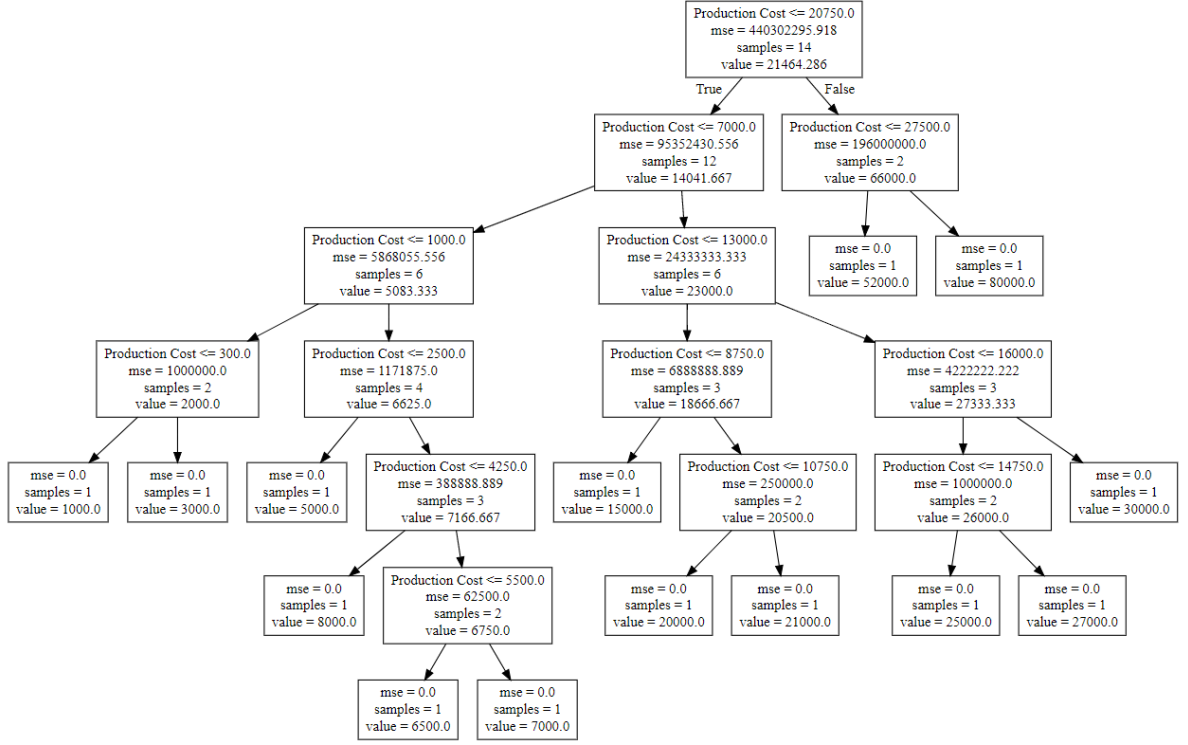 Production Cost <= 20750.0
mse = 440302295.918
samples = 14
value = 21464.286
True
False
Production Cost <= 7000.0
mse = 95352430.556
samples = 12
value = 14041.667
Production Cost <= 27500.0
mse = 196000000.0
samples = 2
value = 66000.0
Production Cost <= 1000.0
mse = 5868055.556
samples = 6
value = 5083.333
Production Cost <= 13000.0
mse = 24333333.333
samples = 6
value = 23000.0
mse = 0.0
samples = 1
value = 52000.0
mse = 0.0
samples = 1
value = 80000.0
Production Cost <= 300.0
mse = 1000000.0
samples = 2
value = 2000.0
Production Cost <= 2500.0
mse = 1171875.0
samples = 4
value = 6625.0
Production Cost <= 8750.0
mse = 6888888.889
samples = 3
value = 18666.667
Production Cost <= 16000.0
mse = 4222222.222
samples = 3
value = 27333.333
mse = 0.0
samples = 1
value = 1000.0
mse = 0.0
samples = 1
value = 3000.0
mse = 0.0
samples = 1
value = 5000.0
Production Cost <= 4250.0
mse = 388888.889
samples = 3
value = 7166.667
mse = 0.0
samples = 1
value = 15000.0
Production Cost <= 10750.0
mse = 250000.0
samples = 2
value = 20500.0
Production Cost <= 14750.0
mse = 1000000.0
samples = 2
value = 26000.0
mse = 0.0
samples = 1
value = 30000.0
mse = 0.0
samples = 1
value = 8000.0
Production Cost <= 5500.0
mse = 62500.0
samples = 2
value = 6750.0
mse = 0.0
samples = 1
value = 20000.0
mse = 0.0
samples = 1
value = 21000.0
mse = 0.0
samples = 1
value = 25000.0
mse = 0.0
samples = 1
value = 27000.0
mse = 0.0
samples = 1
value = 6500.0
mse = 0.0
samples = 1
value = 7000.0